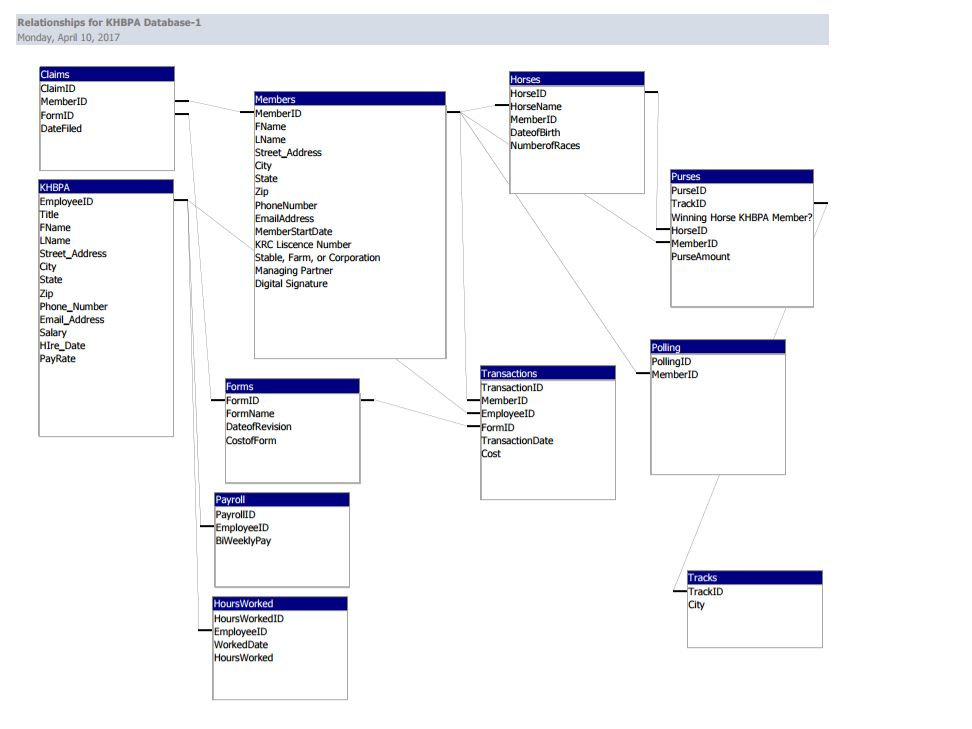 Relationships for KHBPA Database-1
Monday, April 10, 2017
Claims
ClaimID
MemberID
FormID
DateFiled
KHBPA
EmployeeID
Title
FName
LName
Street_Address
City
State
Zip
Phone_Number
Email_Address
Salary
HIre_Date
PayRate
Members
MemberID
FName
LName
Street_Address
City
State
Zip
PhoneNumber
EmailAddress
MemberStartDate
KRC Liscence Number
Stable, Farm, or Corporation
Managing Partner
Digital Signature
Horses
HorseID
HorseName
MemberID
DateofBirth
NumberofRaces
Purses
PurseID
TrackID
Winning Horse KHBPA Member?
HorseID
MemberID
PurseAmount
Polling
PollingID
MemberID
Transactions
TransactionID
MemberID
EmployeeID
FormID
TransactionDate
Cost
Forms
FormID
FormName
DateofRevision
CostofForm
Payroll
PayrollID
EmployeeID
BiWeeklyPay
HoursWorked
HoursWorkedID
EmployeeID
WorkedDate
HoursWorked
Tracks
TrackID
City